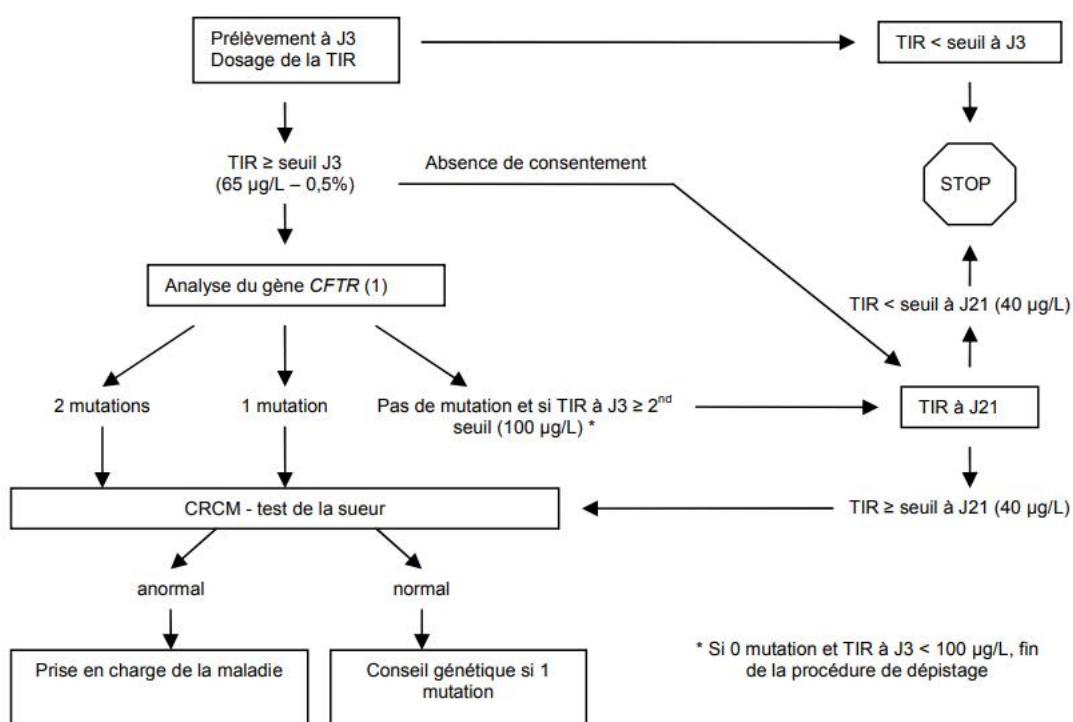 Prélèvement à J3
Dosage de la TIR
TIR < seuil à J3
TIR ≥ seuil J3
(65 µg/L – 0,5%)
Absence de consentement
STOP
Analyse du gène CFTR (1)
TIR < seuil à J21 (40 µg/L)
2 mutations
1 mutation
Pas de mutation et si TIR à J3 ≥ 2nd
seuil (100 µg/L) *
TIR à J21
CRCM - test de la sueur
TIR ≥ seuil à J21 (40 µg/L)
anormal
normal
Prise en charge de la maladie
Conseil génétique si 1
mutation
* Si 0 mutation et TIR à J3 < 100 µg/L, fin
de la procédure de dépistage